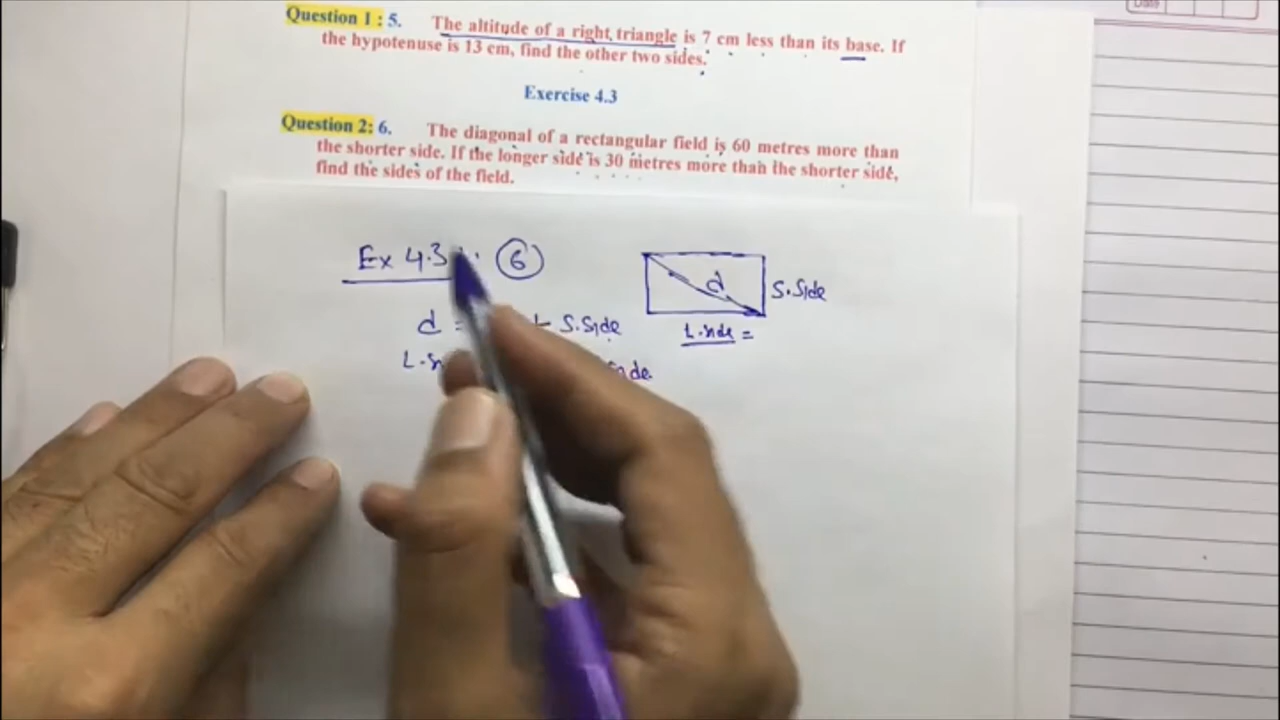 Date
Question 1 : 5. The altitude of a right triangle is 7 cm less than its base. If
the hypotenuse is 13 cm, find the other two sides.
Exercise 4.3
Question 2: 6. The diagonal of a rectangular field is 60 metres more than
the shorter side. If the longer side is 30 metres more than the shorter side,
find the sides of the field.
Ex 4.3 6
d
S.Side
d = S.Side
L.side =